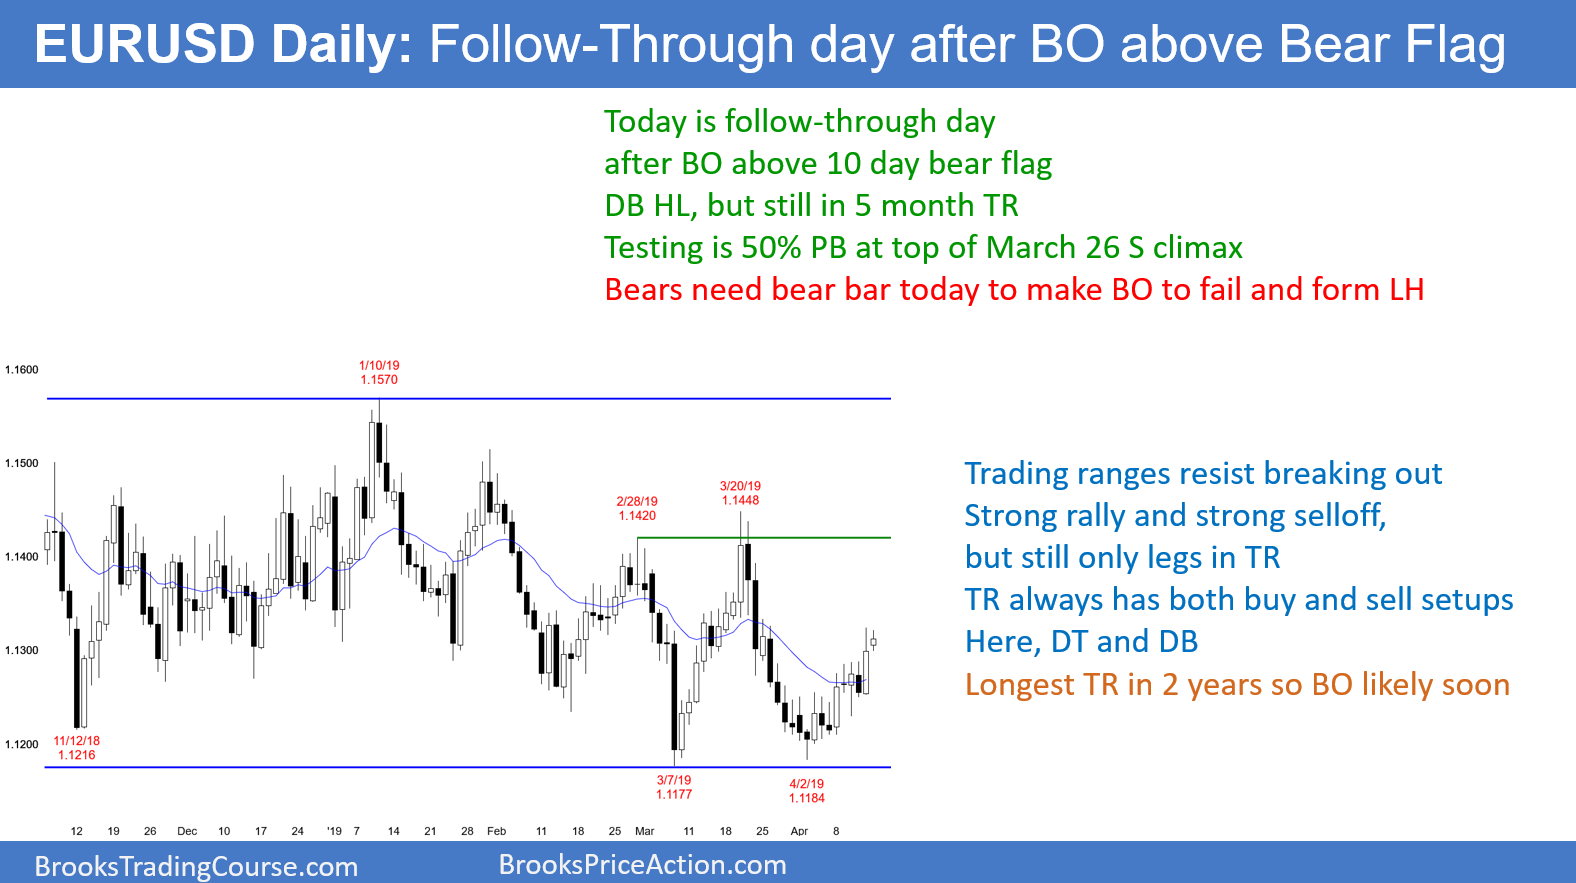 EURUSD Daily: Follow-Through day after BO above Bear Flag
Today is follow-through day
after BO above 10 day bear flag
DB HL, but still in 5 month TR
Testing is 50% PB at top of March 26 S climax
Bears need bear bar today to make BO to fail and form LH
1/10/19
1.1570
1.1600
1.1500
1.1400
1.1300
1.1200
2/28/19
1.1420
3/20/19
1.1448
11/12/18
1.1216
3/7/19
1.1177
4/2/19
1.1184
Trading ranges resist breaking out
Strong rally and strong selloff,
but still only legs in TR
TR always has both buy and sell setups
Here, DT and DB
Longest TR in 2 years so BO likely soon
12 19 26 Dec 10 17 24 '19 7 14 21 28 Feb 11 18 25 Mar 11 18 25 Apr 8
BrooksTradingCourse.com
BrooksPriceAction.com